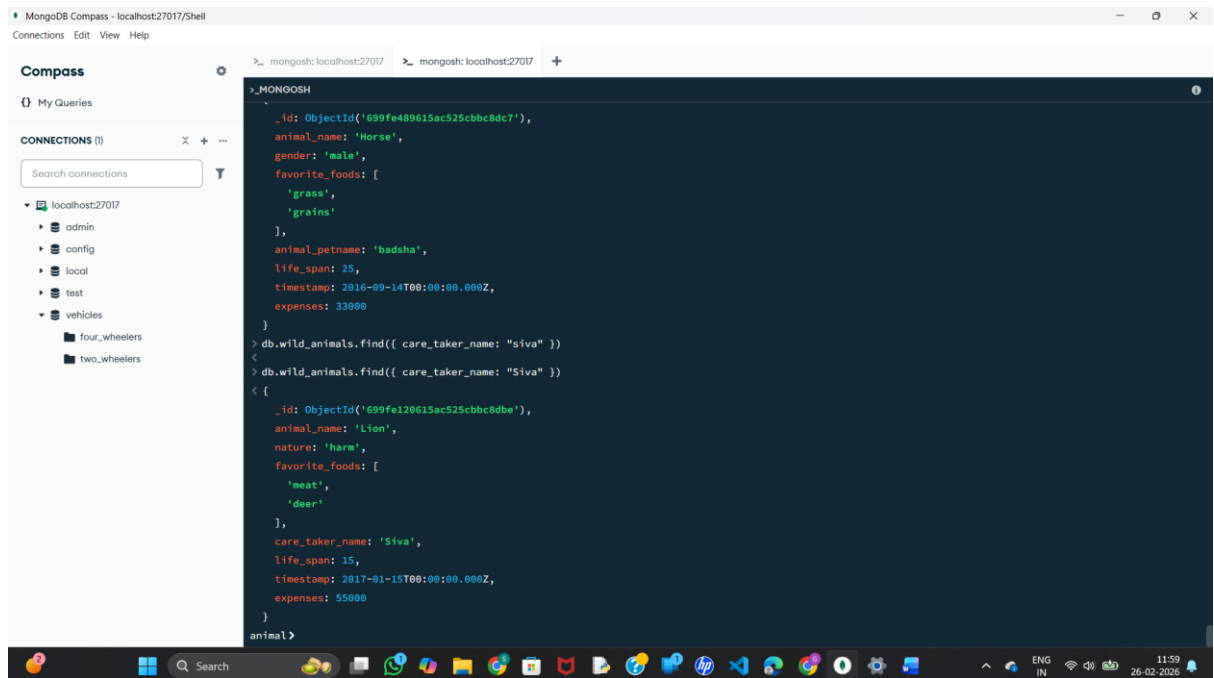 MongoDB Compass - localhost:27017/Shell
Connections Edit View Help
Compass
{} My Queries
CONNECTIONS (1)
Search connections
localhost:27017
admin
config
local
test
vehicles
four_wheelers
two_wheelers
>_ mongosh: localhost:27017 >_ mongosh: localhost:27017 +
>_MONGOSH
{
_id: ObjectId('699fe489615ac525cbbc8dc7'),
animal_name: 'Horse',
gender: 'male',
favorite_foods: [
'grass',
'grains'
],
animal_petname: 'badsha',
life_span: 25,
timestamp: 2016-09-14T00:00:00.000Z,
expenses: 33000
}
> db.wild_animals.find({ care_taker_name: "siva" })
<
> db.wild_animals.find({ care_taker_name: "Siva" })
< {
_id: ObjectId('699fe120615ac525cbbc8dbe'),
animal_name: 'Lion',
nature: 'harm',
favorite_foods: [
'meat',
'deer'
],
care_taker_name: 'Siva',
life_span: 15,
timestamp: 2017-01-15T00:00:00.000Z,
expenses: 55000
}
animal>
2
Search
hp
ENG
IN
11:59
26-02-2026